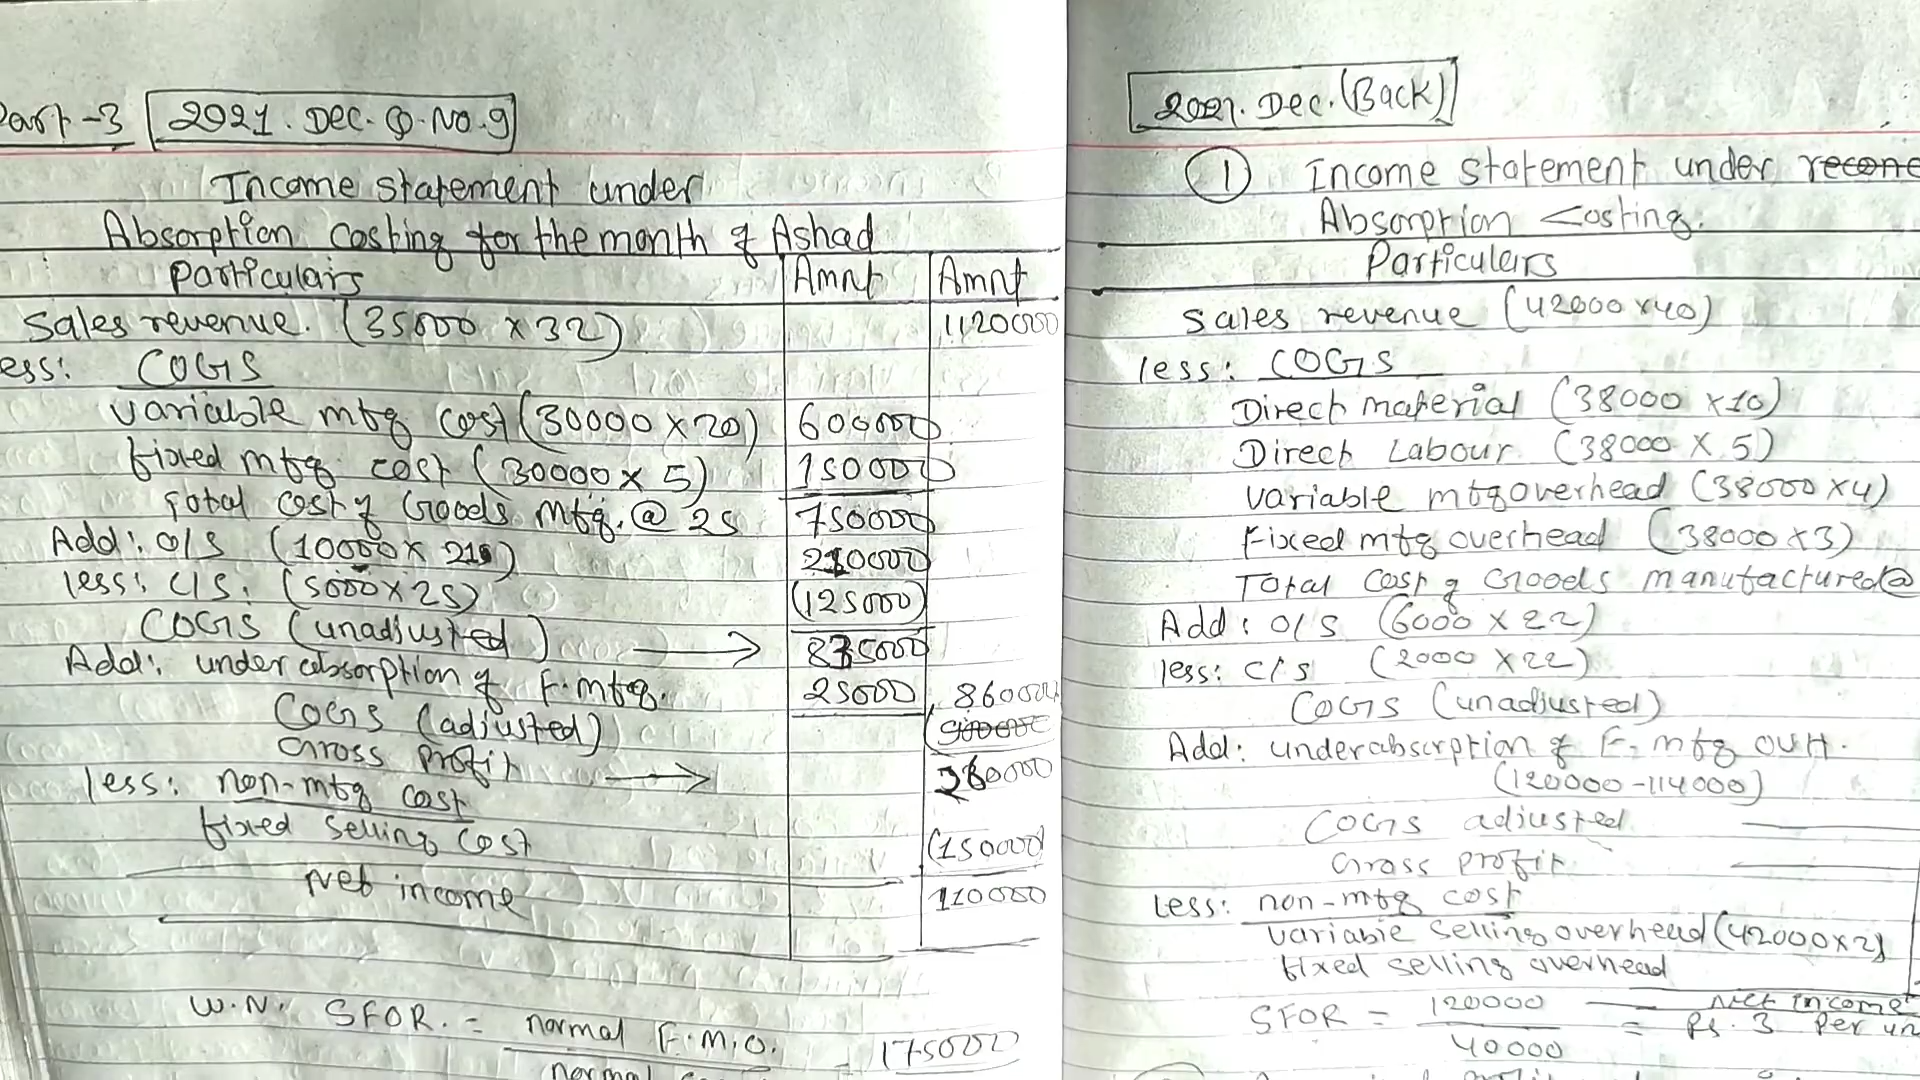 Part-3 2021. Dec. Q. No. 9
Income statement under
Absorption costing for the month of Ashad
Particulars Amnt Amnt
Sales revenue. (35000 x 32) 1120000
ess: COGS
Variable mfg cost (30000 x 20) 600000
fixed mfg. cost (30000 x 5) 150000
Total cost of Goods mfg. @ 25 750000
Add: O/S (10000 x 21) 210000
less: C/S: (5000 x 25) (125000)
COGS (unadjusted) → 835000
Add: under absorption of F. mfg. 25000 860000
COGS (adjusted)
Gross profit → 260000
less: non-mfg cost
fixed selling cost (150000)
Net income 110000
W.N. SFOR. = normal F.M.O. = 175000
normal
2021. Dec. (Back)
1 Income statement under
Absorption Costing.
Particulars
Sales revenue (42000 x 40)
less: COGS
Direct material (38000 x 10)
Direct Labour (38000 x 5)
Variable mfg overhead (38000 x 4)
Fixed mfg overhead (38000 x 3)
Total cost of Goods manufactured @
Add: O/S (6000 x 22)
less: C/S (2000 x 22)
COGS (unadjusted)
Add: underabscrption of F. mfg OVH.
(120000-114000)
COGS adjusted
Gross profit
Less: non-mfg cost
Variable selling overhead (42000 x 2)
fixed selling overhead
Net income
SFOR = 120000 = Rs. 3 Per un
40000